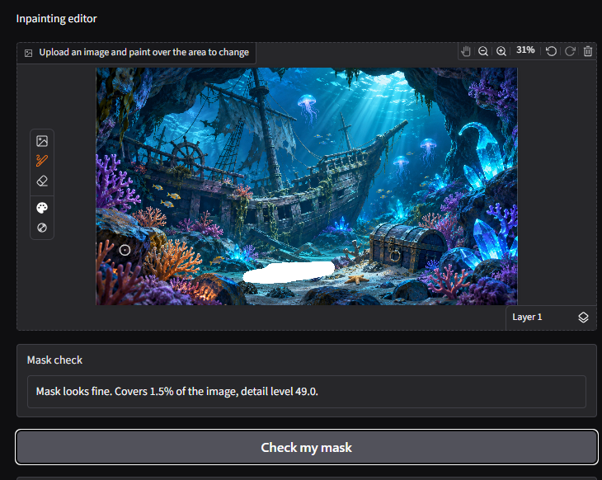 Inpainting editor
Upload an image and paint over the area to change
31%
Layer 1
Mask check
Mask looks fine. Covers 1.5% of the image, detail level 49.0.
Check my mask